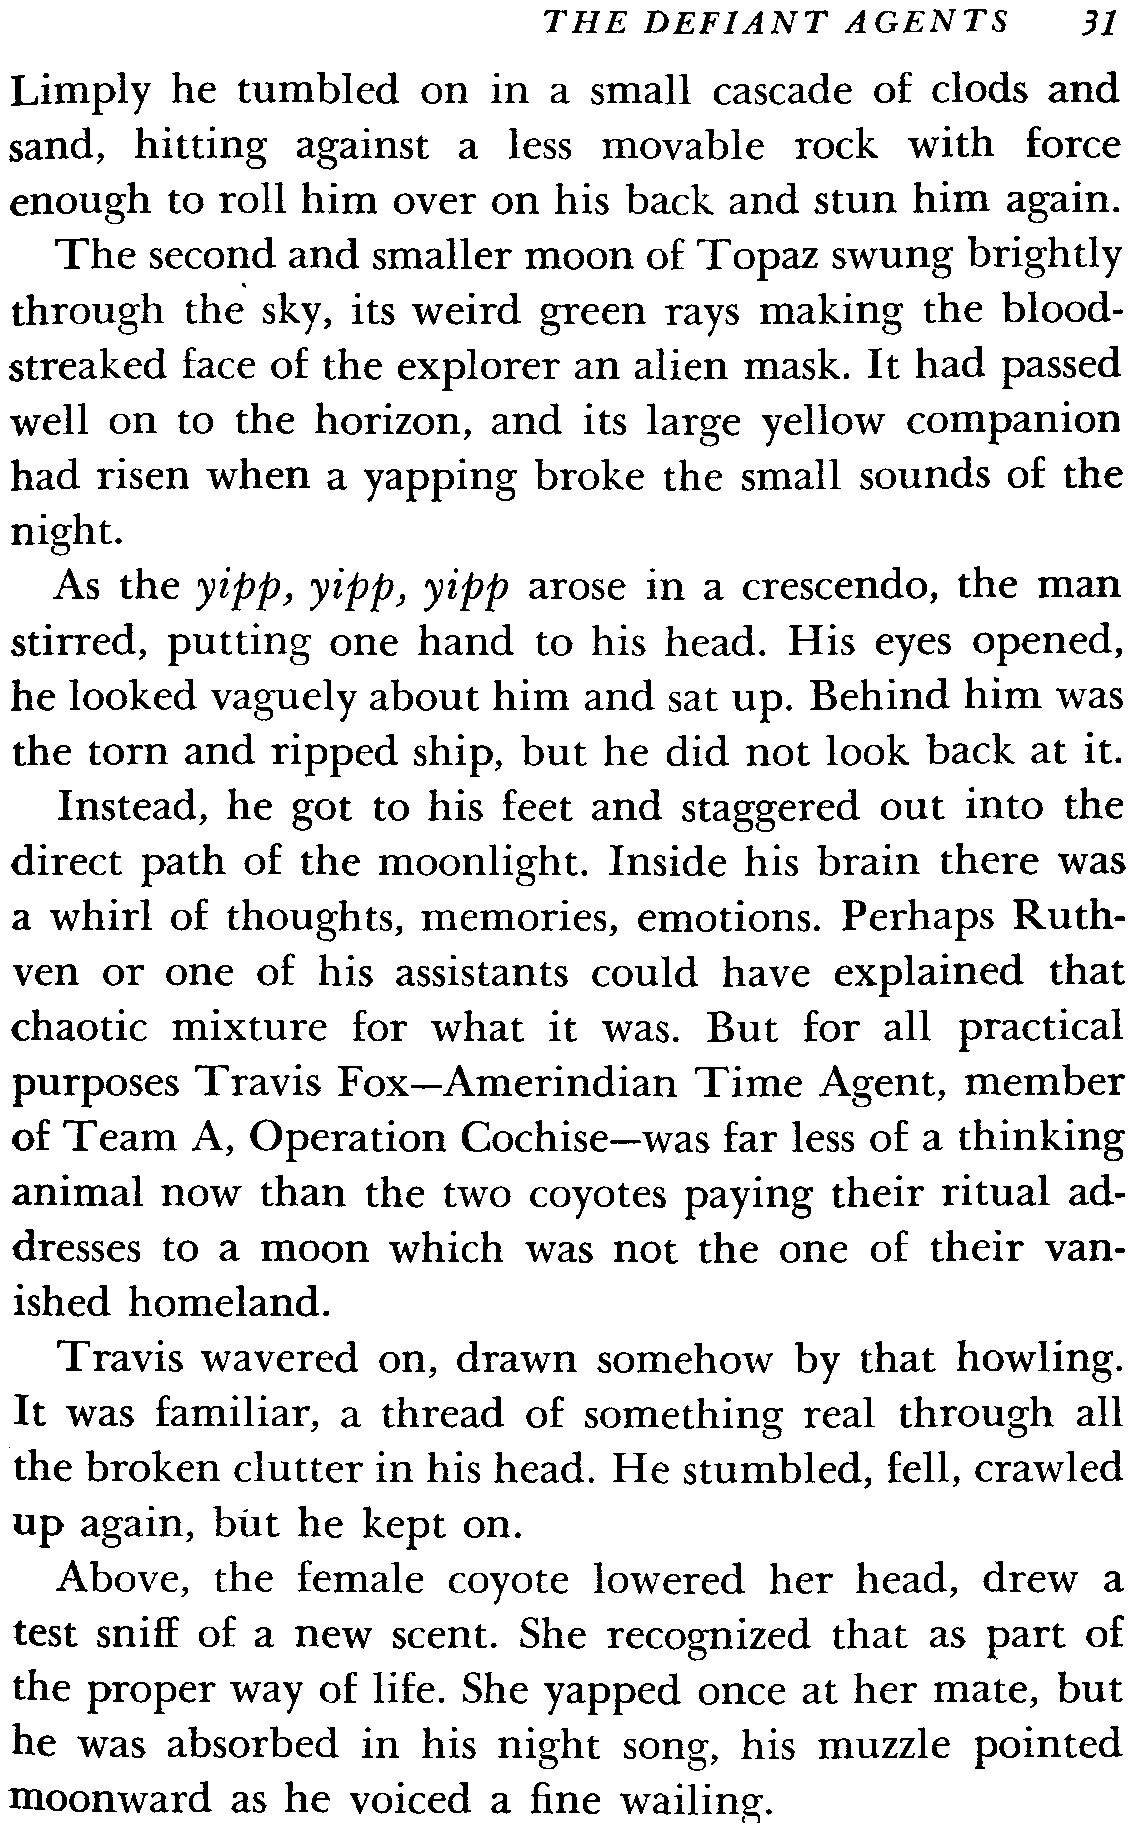 THE DEFIANT AGENTS 31
Limply he tumbled on in a small cascade of clods and
sand, hitting against a less movable rock with force
enough to roll him over on his back and stun him again.
The second and smaller moon of Topaz swung brightly
through the sky, its weird green rays making the blood-
streaked face of the explorer an alien mask. It had passed
well on to the horizon, and its large yellow companion
had risen when a yapping broke the small sounds of the
night.
As the yipp, yipp, yipp arose in a crescendo, the man
stirred, putting one hand to his head. His eyes opened,
he looked vaguely about him and sat up. Behind him was
the torn and ripped ship, but he did not look back at it.
Instead, he got to his feet and staggered out into the
direct path of the moonlight. Inside his brain there was
a whirl of thoughts, memories, emotions. Perhaps Ruth-
ven or one of his assistants could have explained that
chaotic mixture for what it was. But for all practical
purposes Travis Fox—Amerindian Time Agent, member
of Team A, Operation Cochise—was far less of a thinking
animal now than the two coyotes paying their ritual ad-
dresses to a moon which was not the one of their van-
ished homeland.
Travis wavered on, drawn somehow by that howling.
It was familiar, a thread of something real through all
the broken clutter in his head. He stumbled, fell, crawled
up again, but he kept on.
Above, the female coyote lowered her head, drew a
test sniff of a new scent. She recognized that as part of
the proper way of life. She yapped once at her mate, but
he was absorbed in his night song, his muzzle pointed
moonward as he voiced a fine wailing.